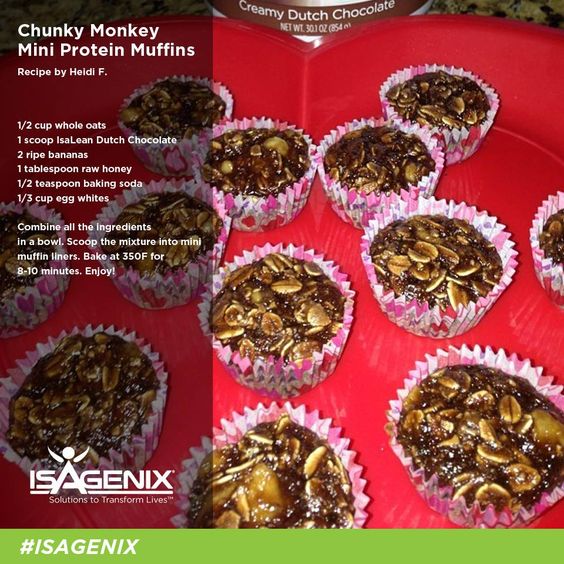 Creamy Dutch Chocolate
NET WT. 30.1 OZ (854 g)
Chunky Monkey
Mini Protein Muffins
Recipe by Heidi F.
1/2 cup whole oats
1 scoop IsaLean Dutch Chocolate
2 ripe bananas
1 tablespoon raw honey
1/2 teaspoon baking soda
1/3 cup egg whites
Combine all the ingredients
in a bowl. Scoop the mixture into mini
muffin liners. Bake at 350F for
8-10 minutes. Enjoy!
ISAGENIX®
Solutions to Transform Lives™
#ISAGENIX